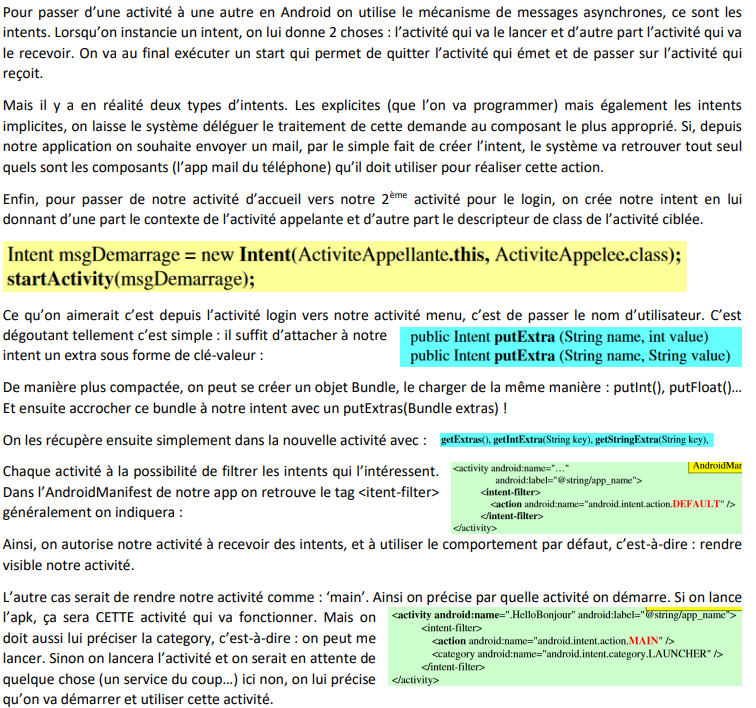 Pour passer d’une activité à une autre en Android on utilise le mécanisme de messages asynchrones, ce sont les
intents. Lorsqu’on instancie un intent, on lui donne 2 choses : l’activité qui va le lancer et d’autre part l’activité qui va
le recevoir. On va au final exécuter un start qui permet de quitter l’activité qui émet et de passer sur l’activité qui
reçoit.
Mais il y a en réalité deux types d’intents. Les explicites (que l’on va programmer) mais également les intents
implicites, on laisse le système déléguer le traitement de cette demande au composant le plus approprié. Si, depuis
notre application on souhaite envoyer un mail, par le simple fait de créer l’intent, le système va retrouver tout seul
quels sont les composants (l’app mail du téléphone) qu’il doit utiliser pour réaliser cette action.
Enfin, pour passer de notre activité d’accueil vers notre 2ème activité pour le login, on crée notre intent en lui
donnant d’une part le contexte de l’activité appelante et d’autre part le descripteur de class de l’activité ciblée.
Intent msgDemarrage = new Intent(ActiviteAppellante.this, ActiviteAppelee.class);
startActivity(msgDemarrage);
Ce qu’on aimerait c’est depuis l’activité login vers notre activité menu, c’est de passer le nom d’utilisateur. C’est
dégoutant tellement c’est simple : il suffit d’attacher à notre
intent un extra sous forme de clé-valeur :
public Intent putExtra (String name, int value)
public Intent putExtra (String name, String value)
De manière plus compactée, on peut se créer un objet Bundle, le charger de la même manière : putInt(), putFloat()…
Et ensuite accrocher ce bundle à notre intent avec un putExtras(Bundle extras) !
On les récupère ensuite simplement dans la nouvelle activité avec :
getExtras(), getIntExtra(String key), getStringExtra(String key),
Chaque activité à la possibilité de filtrer les intents qui l’intéressent.
Dans l’AndroidManifest de notre app on retrouve le tag <itent-filter>
généralement on indiquera :
AndroidMar
<activity android:name="…"
android:label="@string/app_name">
<intent-filter>
<action android:name="android.intent.action.DEFAULT" />
</intent-filter>
</activity>
Ainsi, on autorise notre activité à recevoir des intents, et à utiliser le comportement par défaut, c’est-à-dire : rendre
visible notre activité.
L’autre cas serait de rendre notre activité comme : ‘main’. Ainsi on précise par quelle activité on démarre. Si on lance
l’apk, ça sera CETTE activité qui va fonctionner. Mais on
doit aussi lui préciser la category, c’est-à-dire : on peut me
lancer. Sinon on lancera l’activité et on serait en attente de
quelque chose (un service du coup…) ici non, on lui précise
qu’on va démarrer et utiliser cette activité.
<activity android:name=".HelloBonjour" android:label="@string/app_name">
<intent-filter>
<action android:name="android.intent.action.MAIN" />
<category android:name="android.intent.category.LAUNCHER" />
</intent-filter>
</activity>